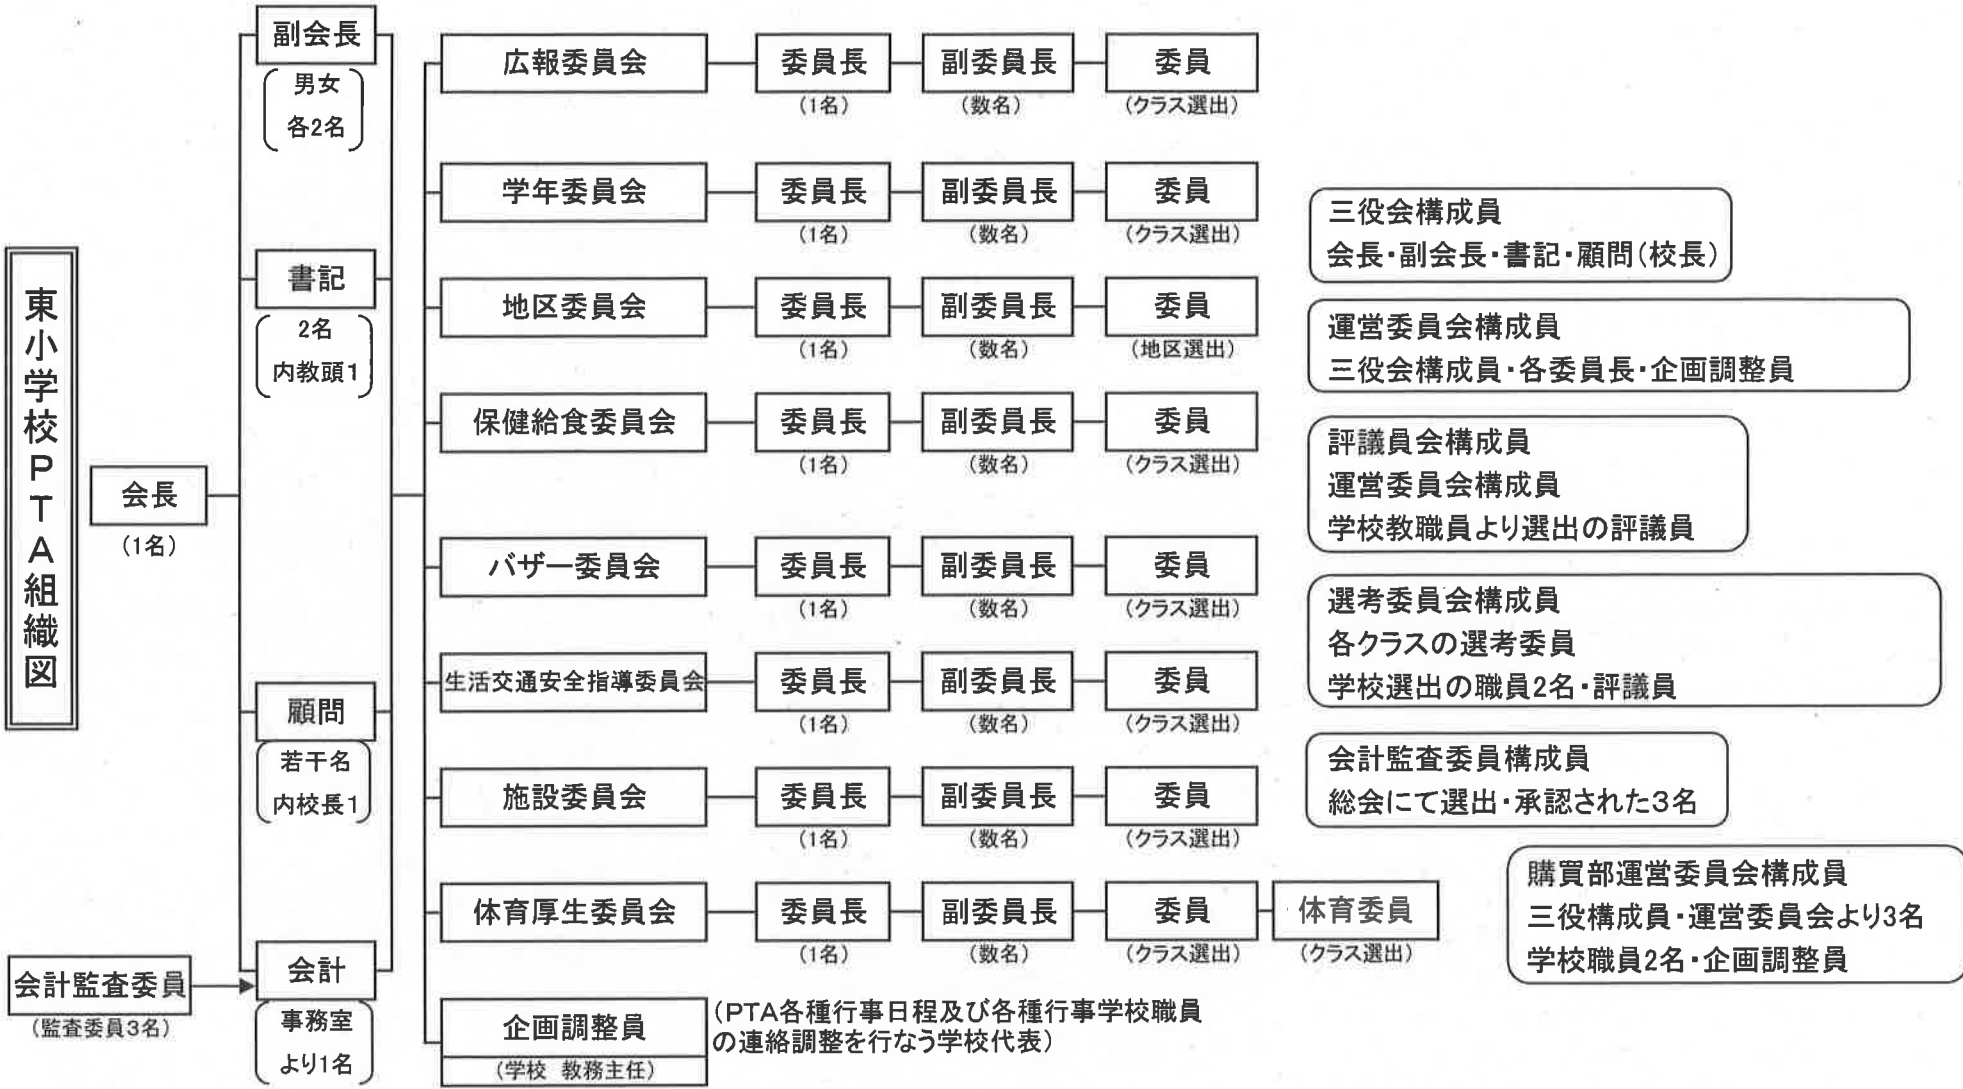 東小学校PTA組織図
会長
(1名)
副会長
男女
各2名
書記
2名
内教頭1
顧問
若干名
内校長1
会計監査委員
(監査委員3名)
会計
事務室
より1名
広報委員会
委員長
(1名)
副委員長
(数名)
委員
(クラス選出)
学年委員会
委員長
(1名)
副委員長
(数名)
委員
(クラス選出)
地区委員会
委員長
(1名)
副委員長
(数名)
委員
(地区選出)
保健給食委員会
委員長
(1名)
副委員長
(数名)
委員
(クラス選出)
バザー委員会
委員長
(1名)
副委員長
(数名)
委員
(クラス選出)
生活交通安全指導委員会
委員長
(1名)
副委員長
(数名)
委員
(クラス選出)
施設委員会
委員長
(1名)
副委員長
(数名)
委員
(クラス選出)
体育厚生委員会
委員長
(1名)
副委員長
(数名)
委員
(クラス選出)
体育委員
(クラス選出)
企画調整員
(学校 教務主任)
(PTA各種行事日程及び各種行事学校職員
の連絡調整を行なう学校代表)
三役会構成員
会長・副会長・書記・顧問(校長)
運営委員会構成員
三役会構成員・各委員長・企画調整員
評議員会構成員
運営委員会構成員
学校教職員より選出の評議員
選考委員会構成員
各クラスの選考委員
学校選出の職員2名・評議員
会計監査委員構成員
総会にて選出・承認された3名
購買部運営委員会構成員
三役構成員・運営委員会より3名
学校職員2名・企画調整員